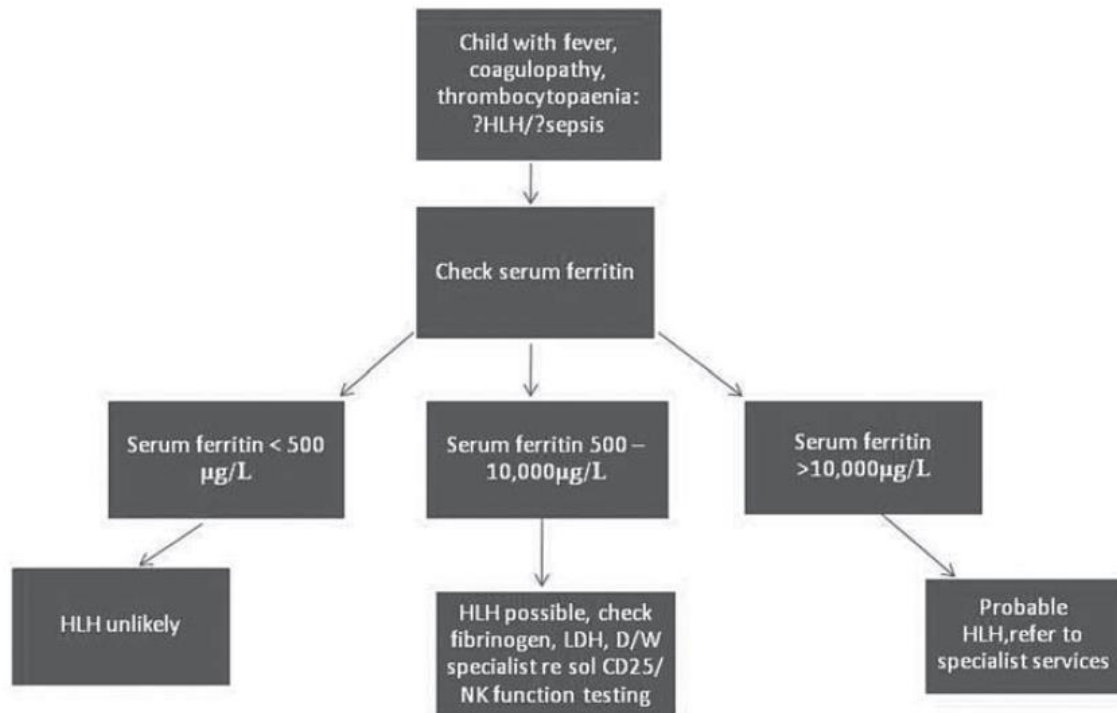 Child with fever,
coagulopathy,
thrombocytopaenia:
?HLH/?sepsis
Check serum ferritin
Serum ferritin < 500
µg/L
Serum ferritin 500 –
10,000µg/L
Serum ferritin
>10,000µg/L
HLH unlikely
HLH possible, check
fibrinogen, LDH, D/W
specialist re sol CD25/
NK function testing
Probable
HLH,refer to
specialist services